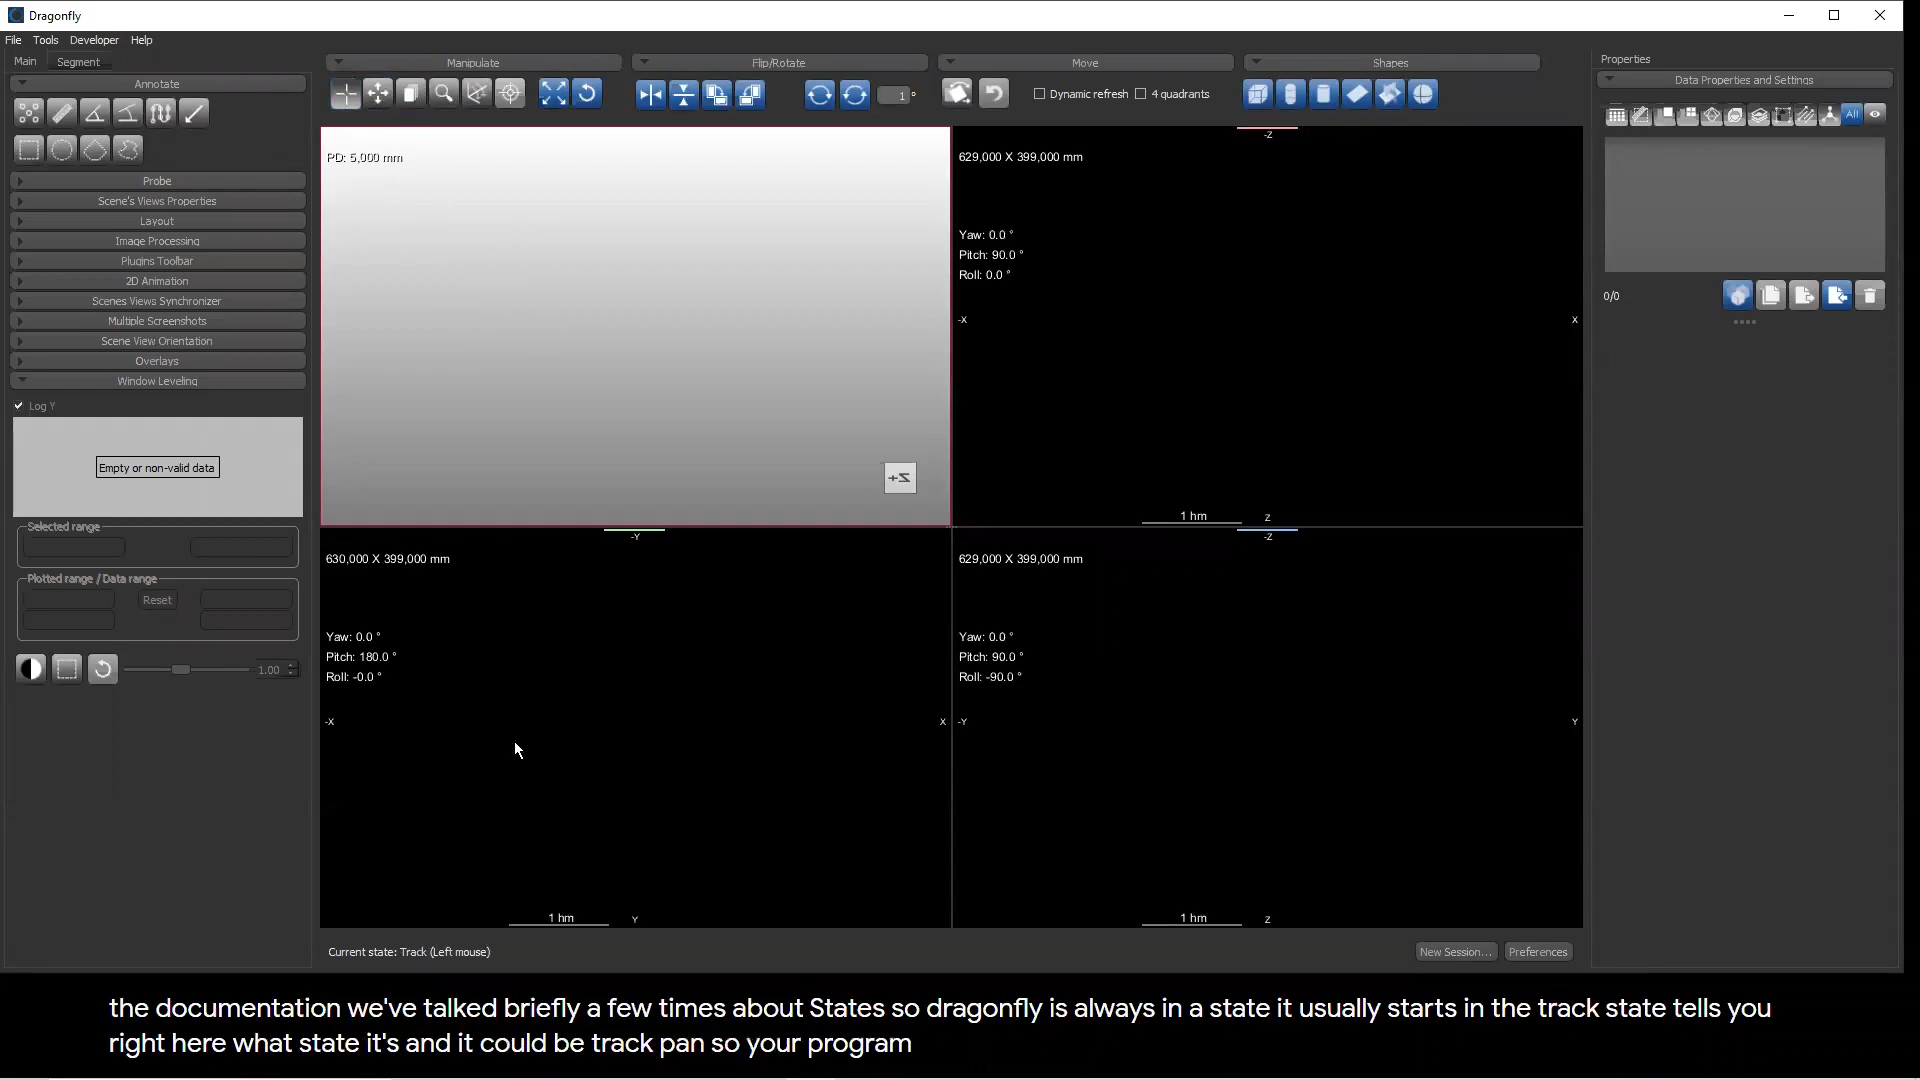 Dragonfly
File Tools Developer Help
Main Segment
Annotate
Probe
Scene's Views Properties
Layout
Image Processing
Plugins Toolbar
2D Animation
Scenes Views Synchronizer
Multiple Screenshots
Scene View Orientation
Overlays
Window Leveling
Log Y
Empty or non-valid data
Selected range
Plotted range / Data range
Reset
1.00
Manipulate Flip/Rotate Move Shapes
1 °
Dynamic refresh 4 quadrants
PD: 5,000 mm
+Z
-Z
629,000 X 399,000 mm
Yaw: 0.0 °
Pitch: 90.0 °
Roll: 0.0 °
-X X
1 hm Z
-Y
630,000 X 399,000 mm
Yaw: 0.0 °
Pitch: 180.0 °
Roll: -0.0 °
-X X
1 hm Y
-Z
629,000 X 399,000 mm
Yaw: 0.0 °
Pitch: 90.0 °
Roll: -90.0 °
-Y Y
1 hm Z
Current state: Track (Left mouse)
New Session... Preferences
Properties
Data Properties and Settings
All
0/0
the documentation we've talked briefly a few times about States so dragonfly is always in a state it usually starts in the track state tells you
right here what state it's and it could be track pan so your program